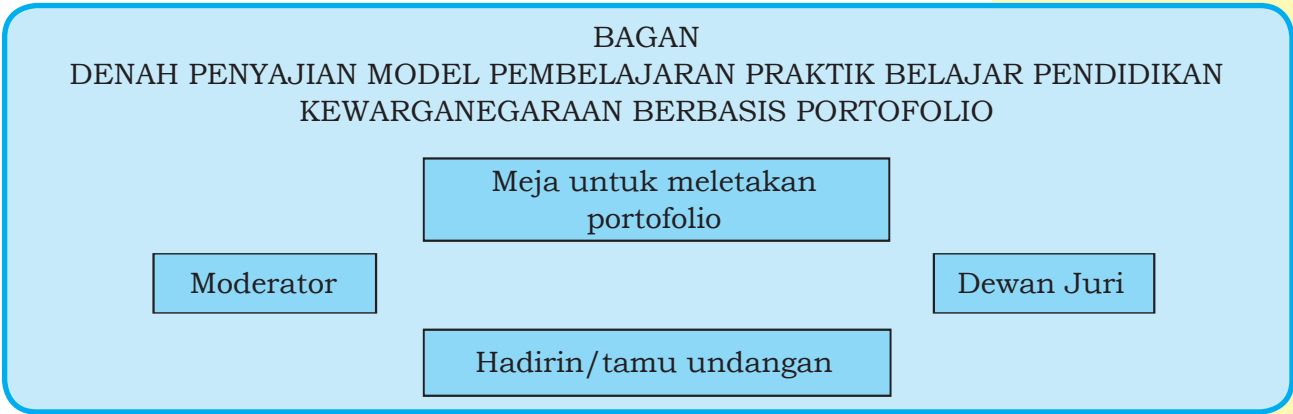 BAGAN
DENAH PENYAJIAN MODEL PEMBELAJARAN PRAKTIK BELAJAR PENDIDIKAN
KEWARGANEGARAAN BERBASIS PORTOFOLIO
Meja untuk meletakan
portofolio
Moderator
Dewan Juri
Hadirin/tamu undangan